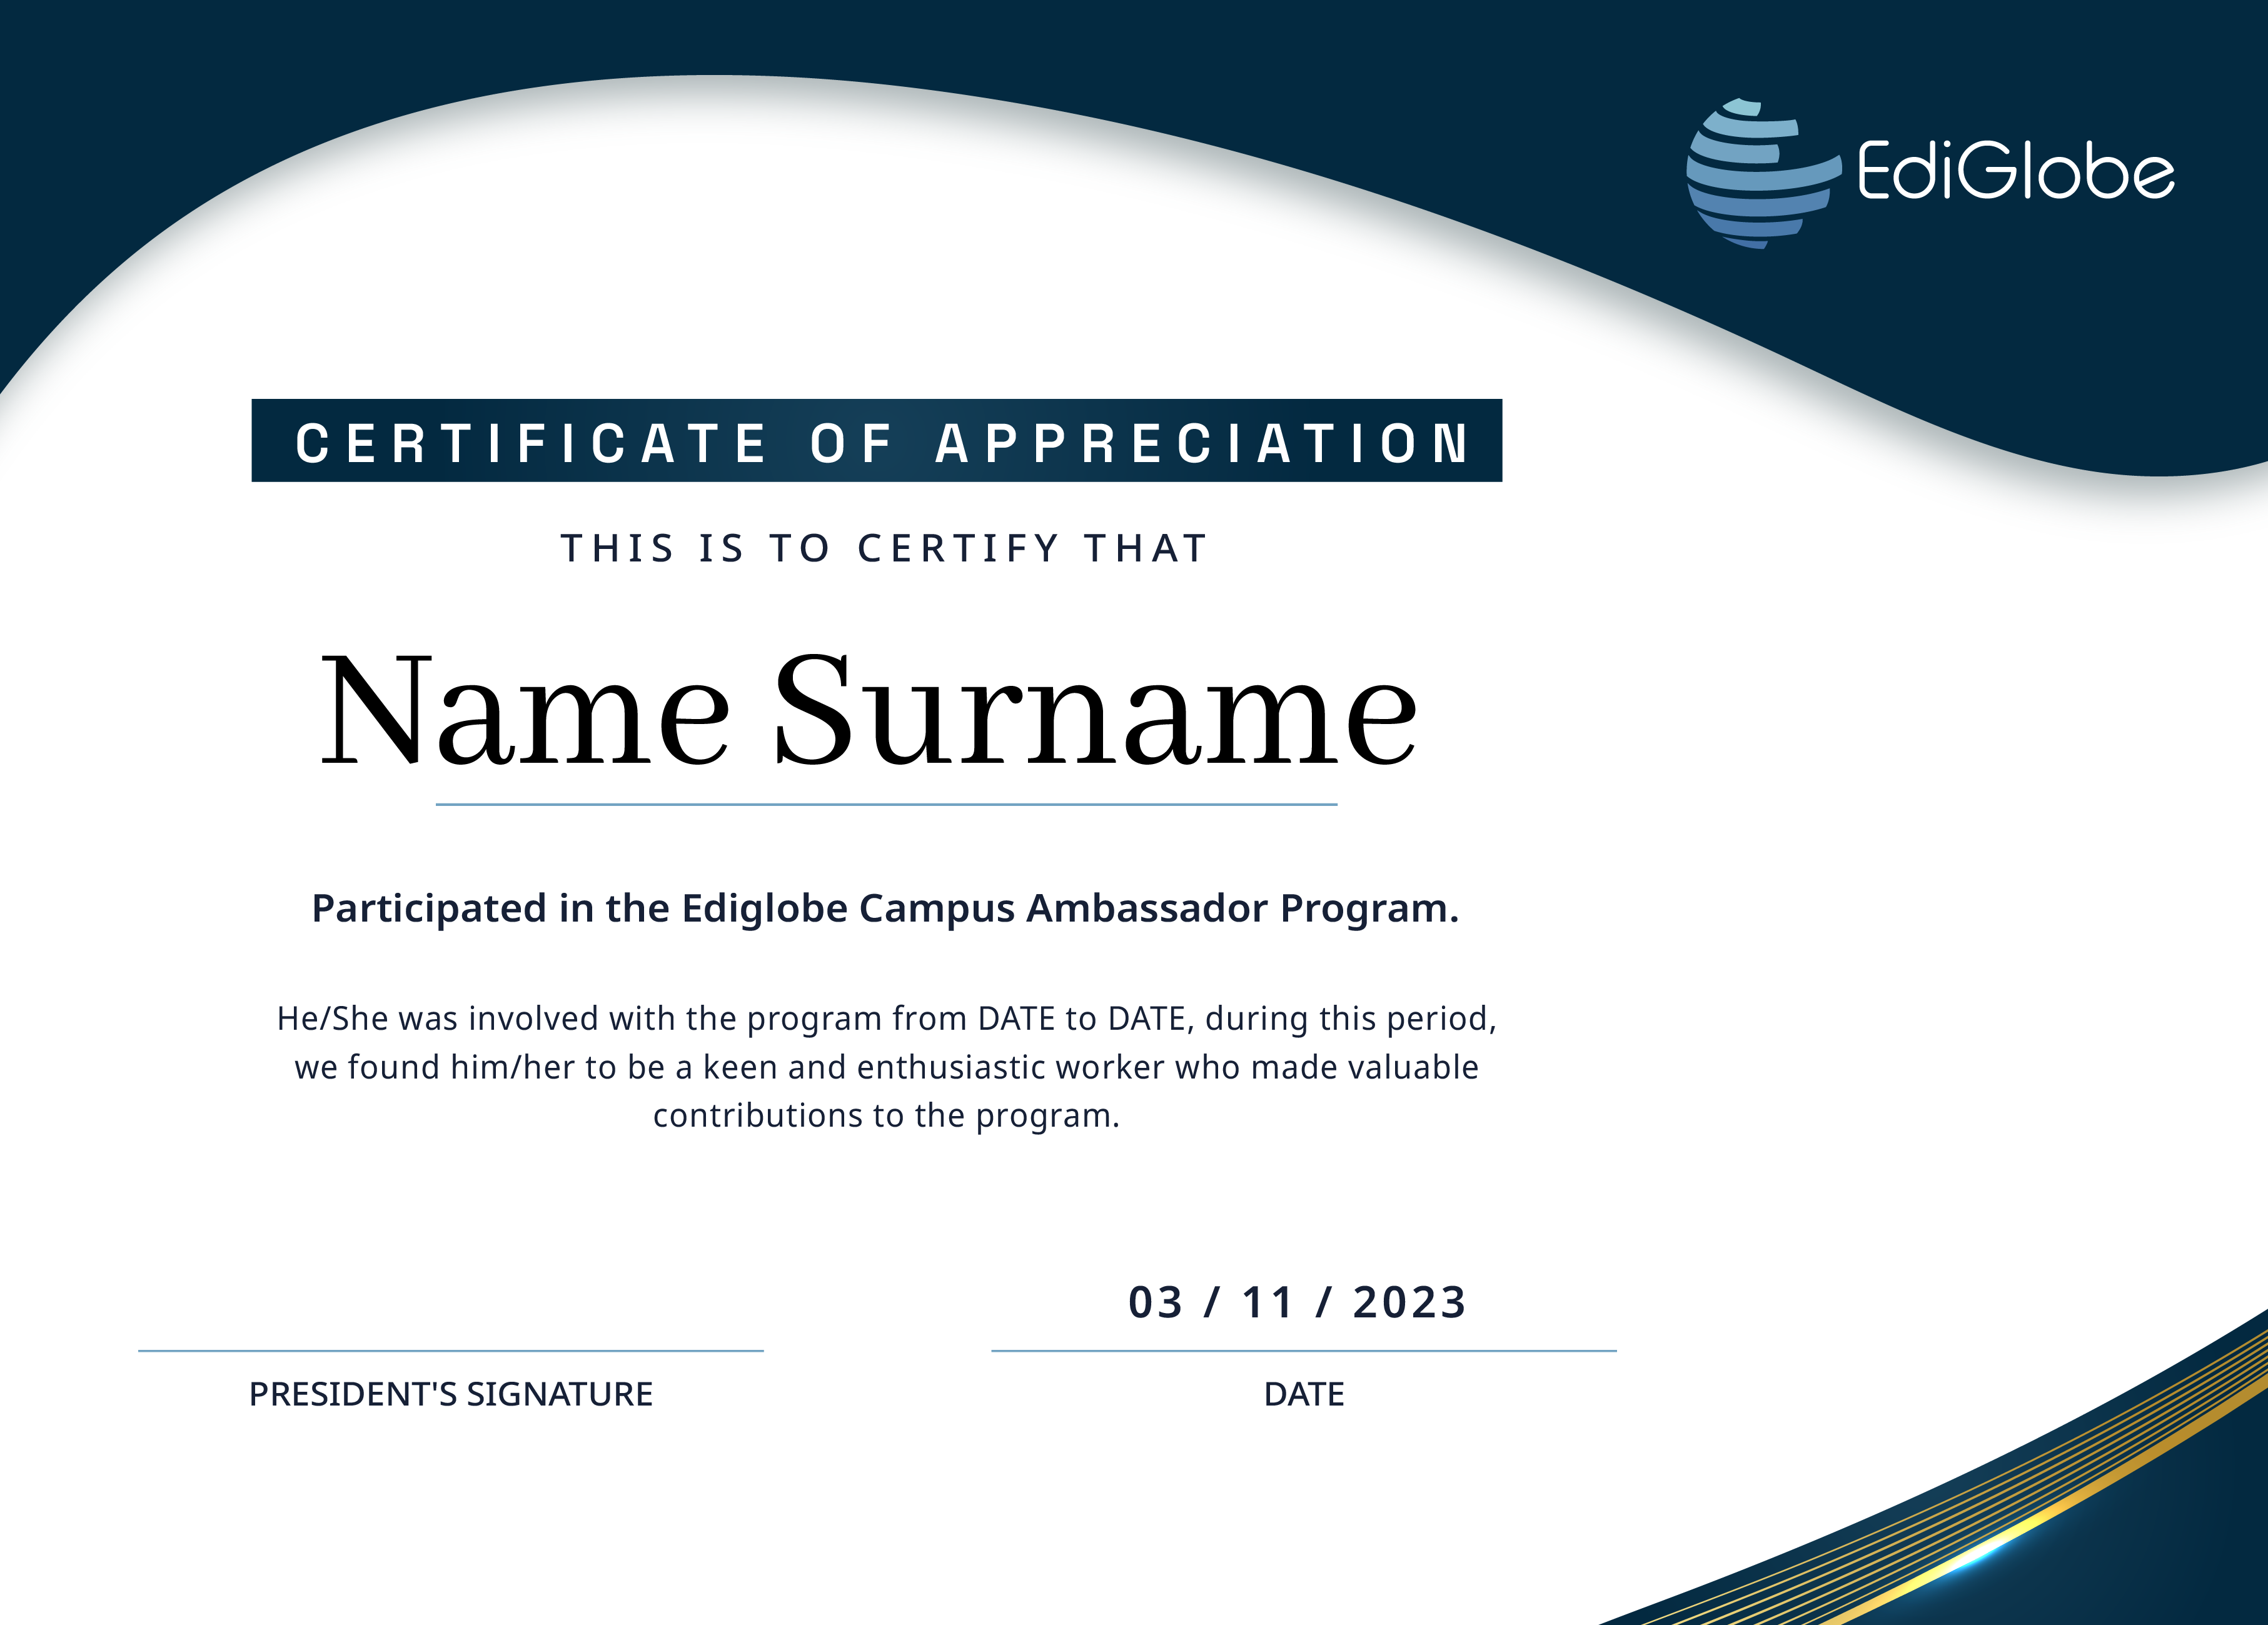 EdiGlobe
CERTIFICATE OF APPRECIATION
THIS IS TO CERTIFY THAT
Name Surname
Participated in the Ediglobe Campus Ambassador Program.
He/She was involved with the program from DATE to DATE, during this period,
we found him/her to be a keen and enthusiastic worker who made valuable
contributions to the program.
03 / 11 / 2023
PRESIDENT'S SIGNATURE
DATE